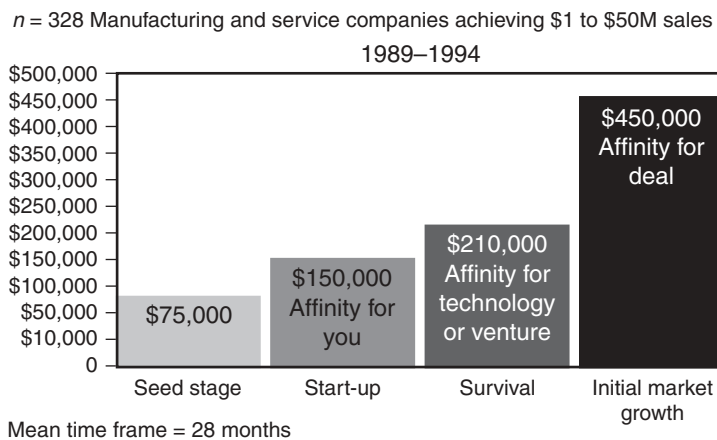 n = 328 Manufacturing and service companies achieving $1 to $50M sales
1989–1994
$500,000
$450,000
$400,000
$350,000
$300,000
$250,000
$200,000
$150,000
$100,000
$50,000
$10,000
0
$75,000
$150,000
Affinity for
you
$210,000
Affinity for
technology
or venture
$450,000
Affinity for
deal
Seed stage
Start-up
Survival
Initial market
growth
Mean time frame = 28 months